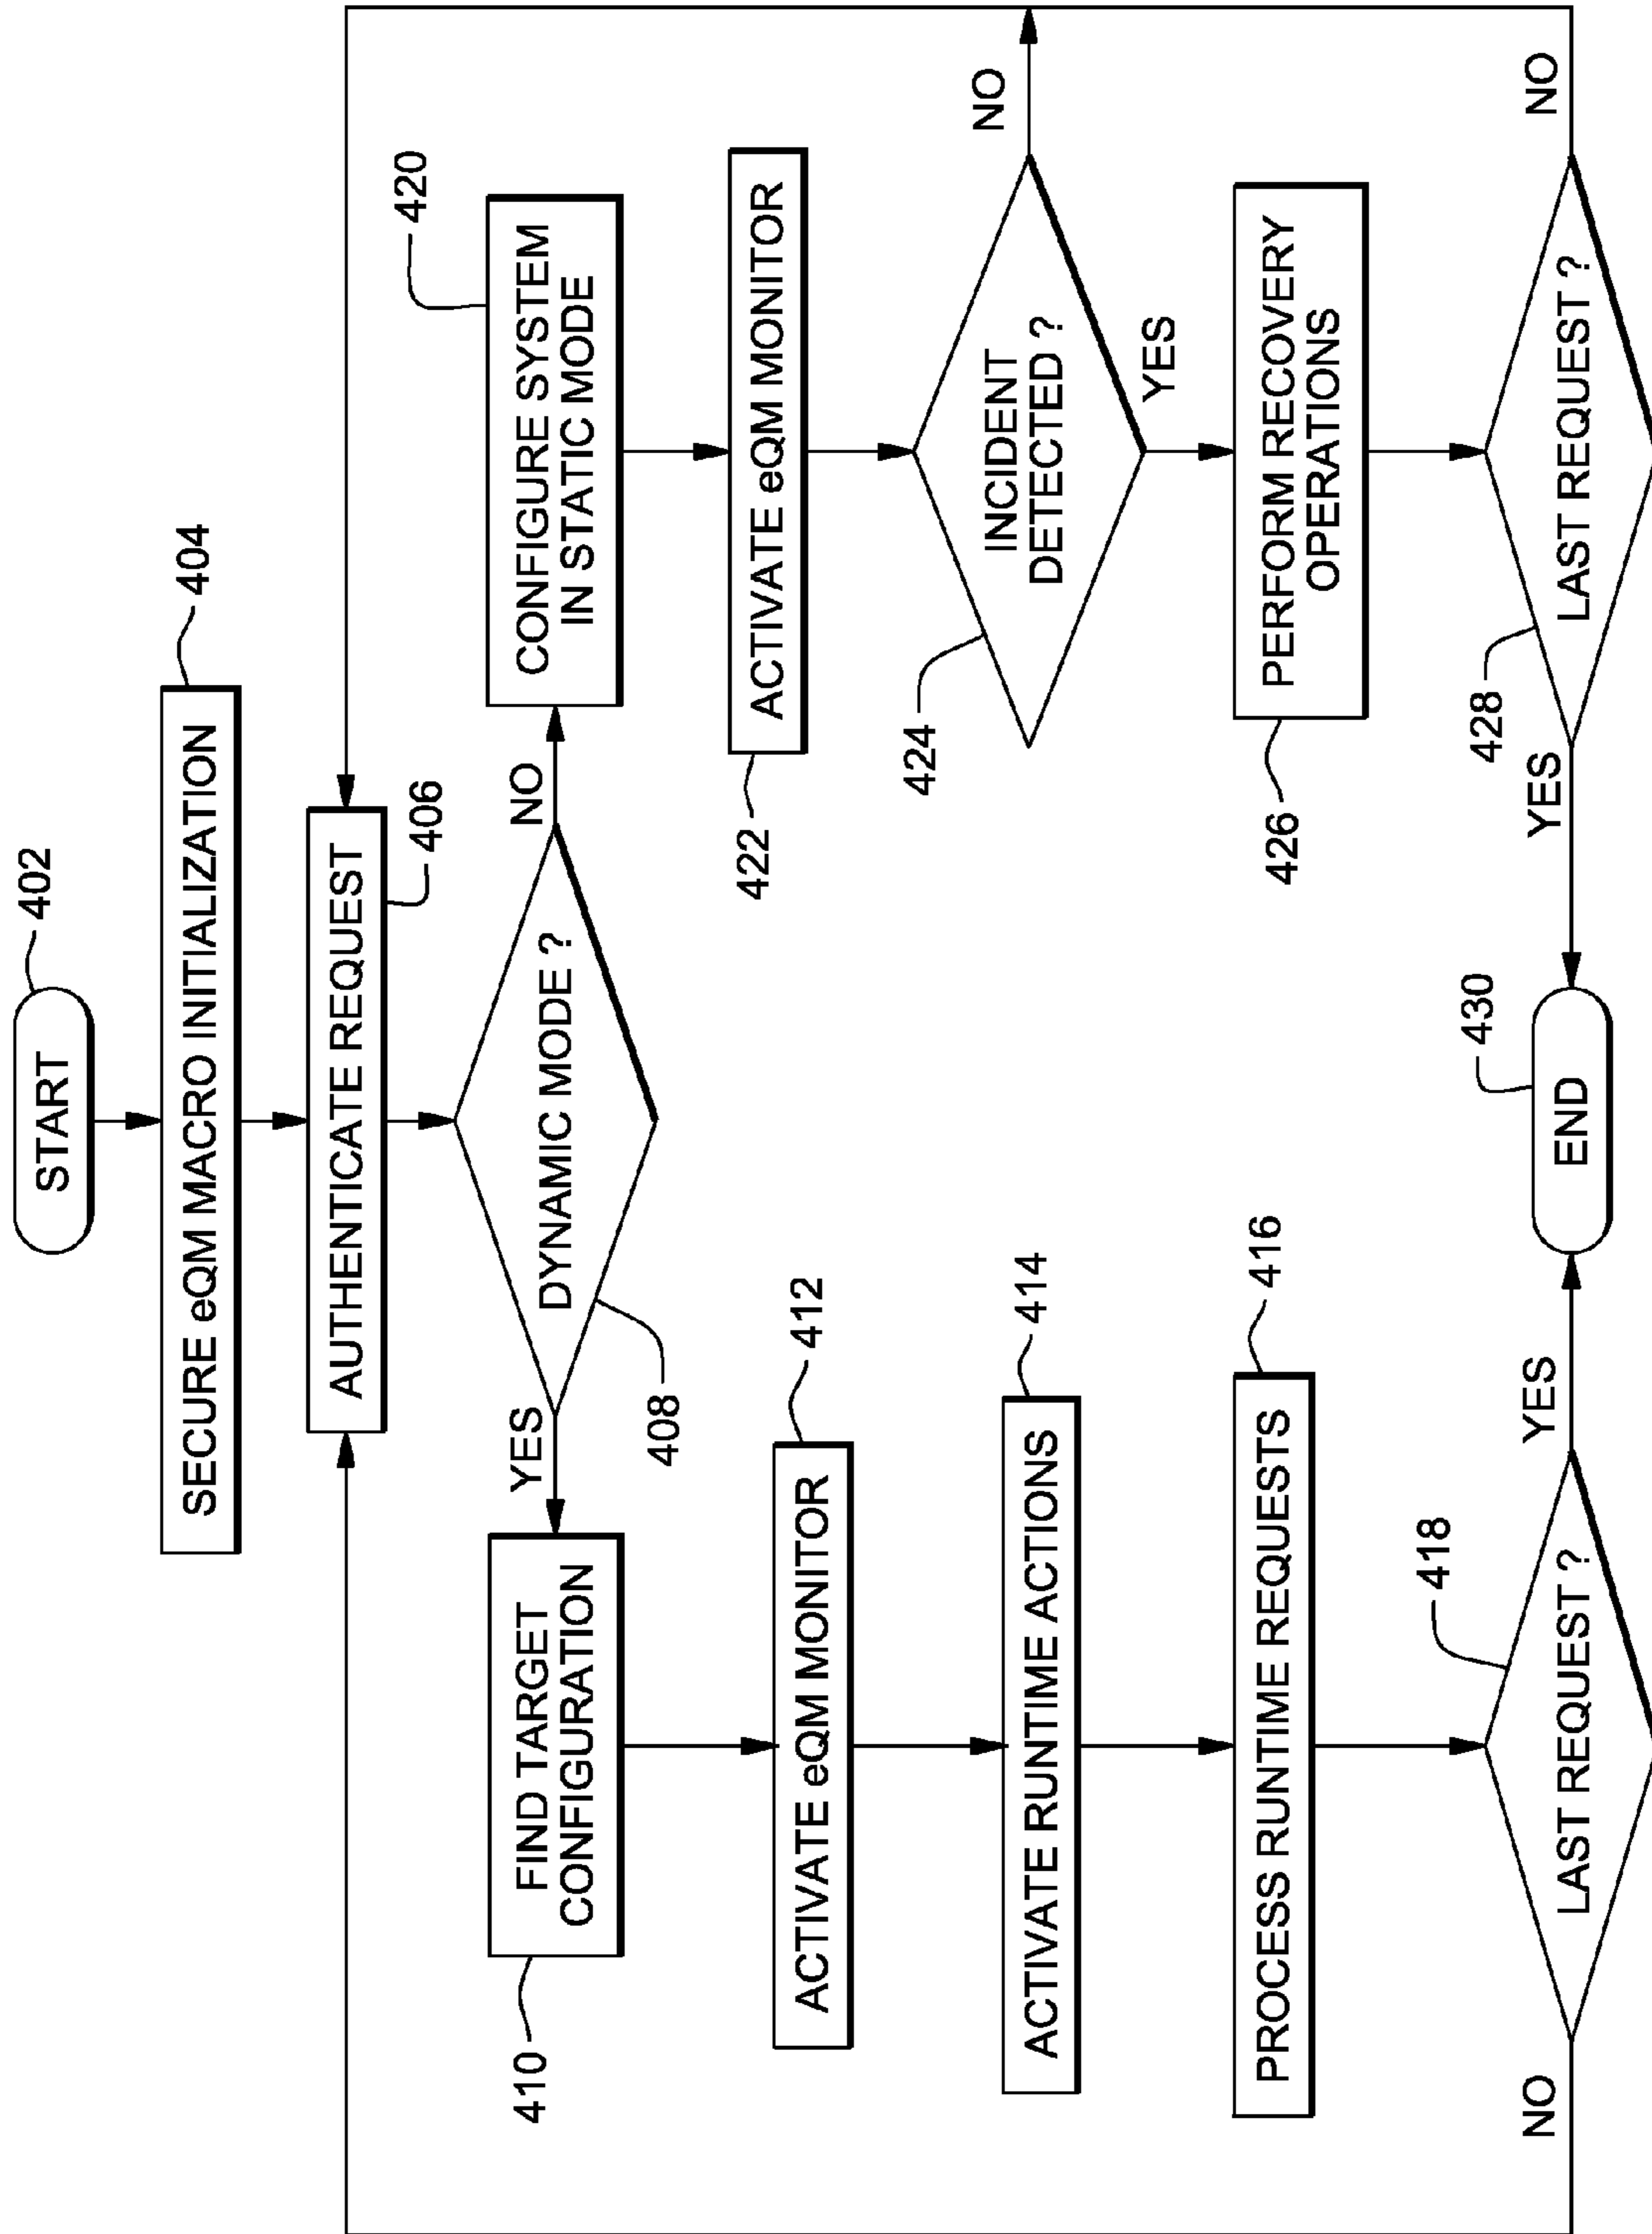 START
402
SECURE eQM MACRO INITIALIZATION
404
AUTHENTICATE REQUEST
406
DYNAMIC MODE ?
408
YES
NO
FIND TARGET
CONFIGURATION
410
ACTIVATE eQM MONITOR
412
ACTIVATE RUNTIME ACTIONS
414
PROCESS RUNTIME REQUESTS
416
LAST REQUEST ?
418
NO
YES
CONFIGURE SYSTEM
IN STATIC MODE
420
ACTIVATE eQM MONITOR
422
INCIDENT
DETECTED ?
424
NO
YES
PERFORM RECOVERY
OPERATIONS
426
LAST REQUEST ?
428
YES
NO
END
430